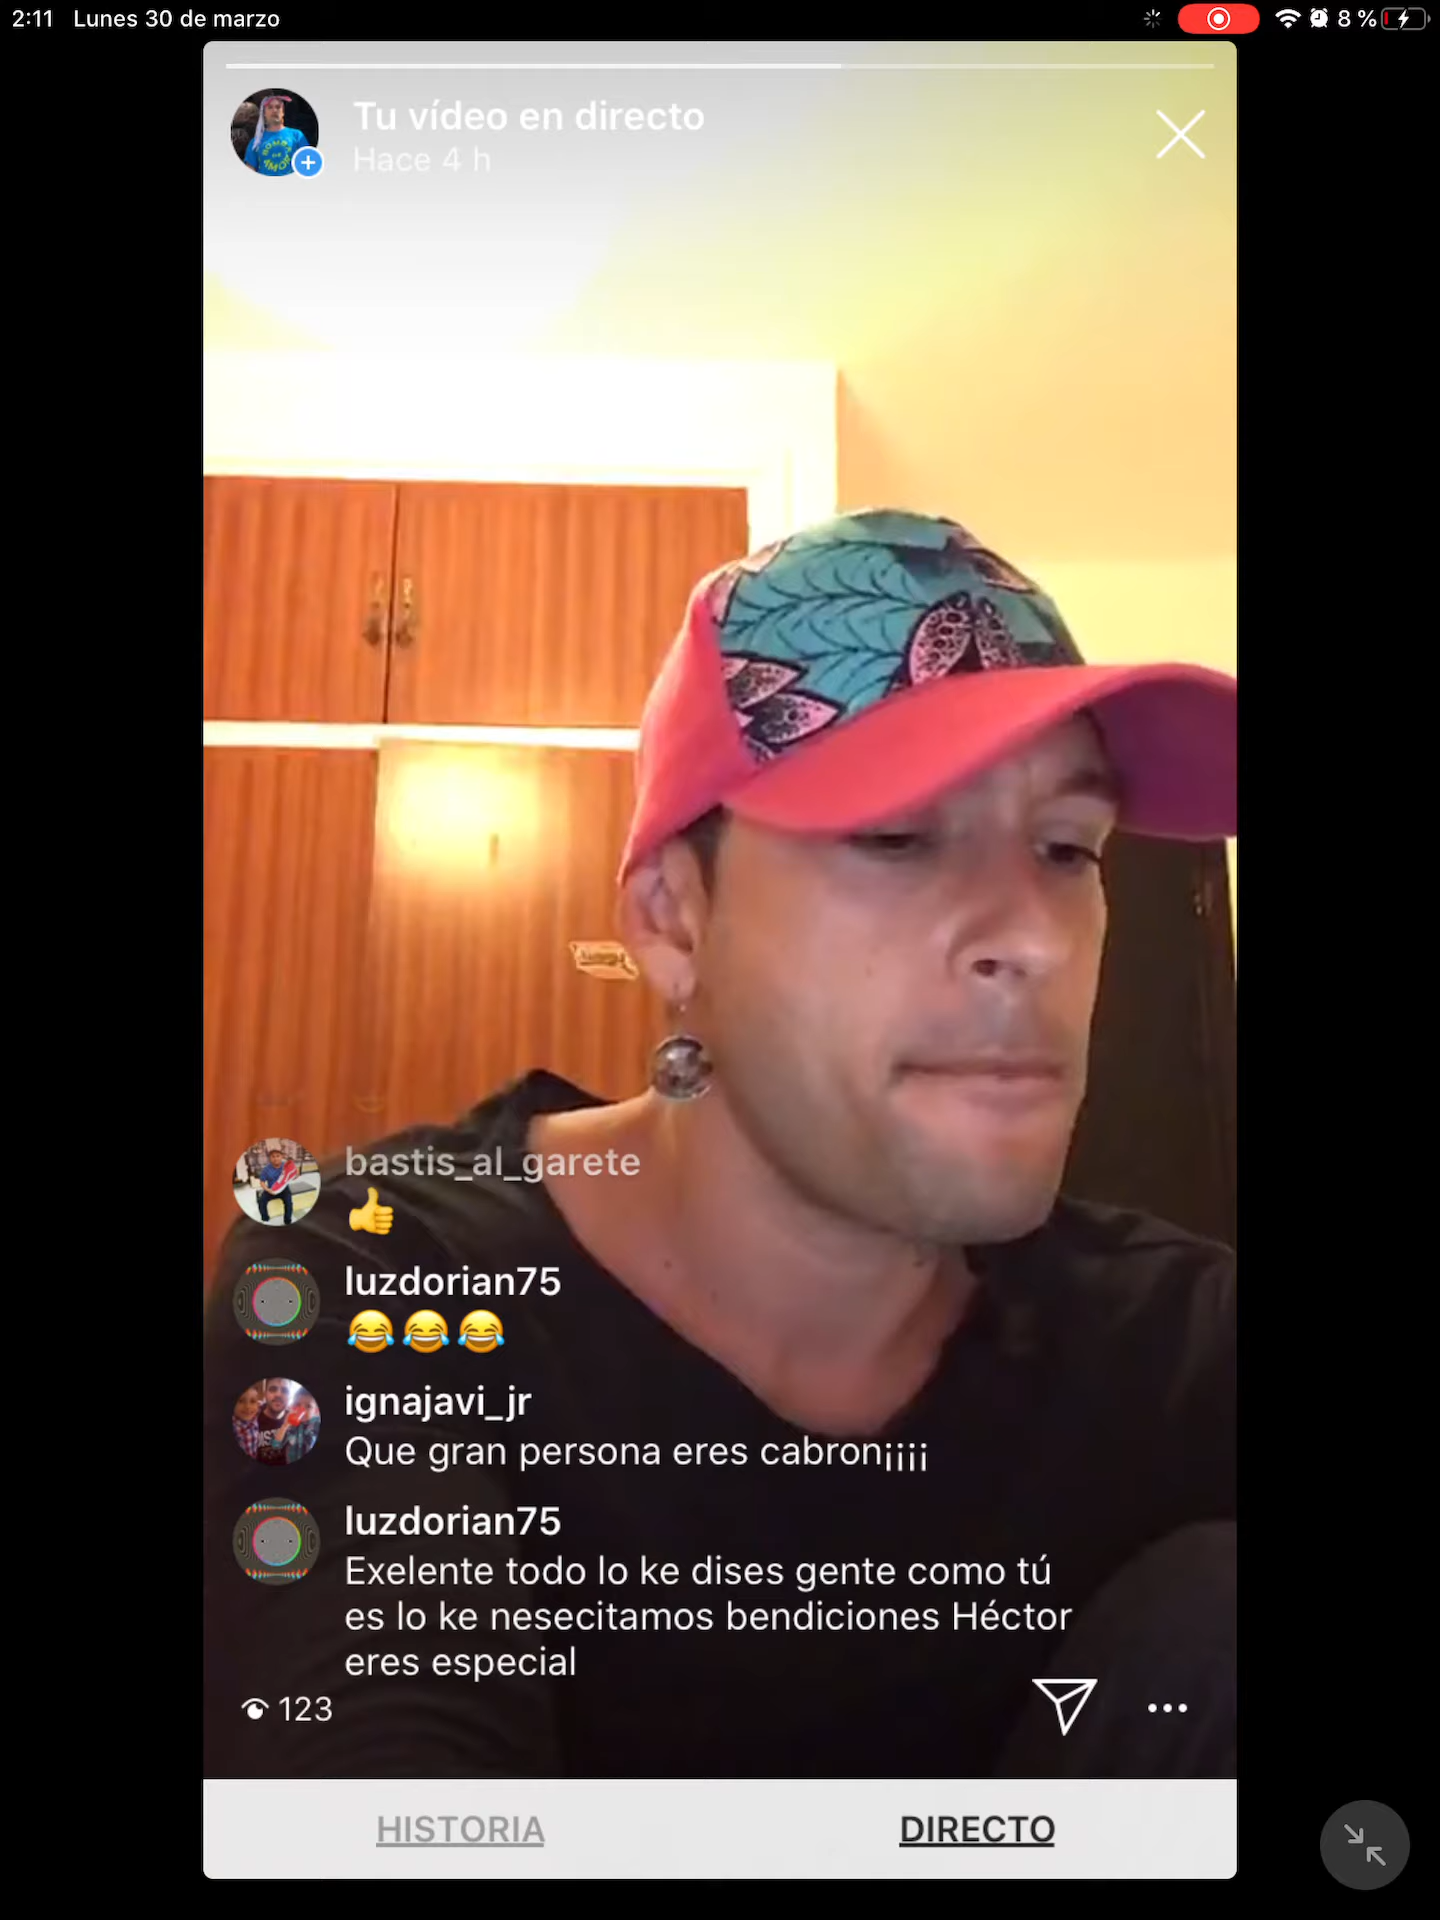 2:11 Lunes 30 de marzo
8 %
Tu vídeo en directo
Hace 4 h
bastis_al_garete
👍
luzdorian75
😂😂😂
ignajavi_jr
Que gran persona eres cabron¡¡¡¡
luzdorian75
Exelente todo lo ke dises gente como tú
es lo ke nesecitamos bendiciones Héctor
eres especial
123
HISTORIA
DIRECTO